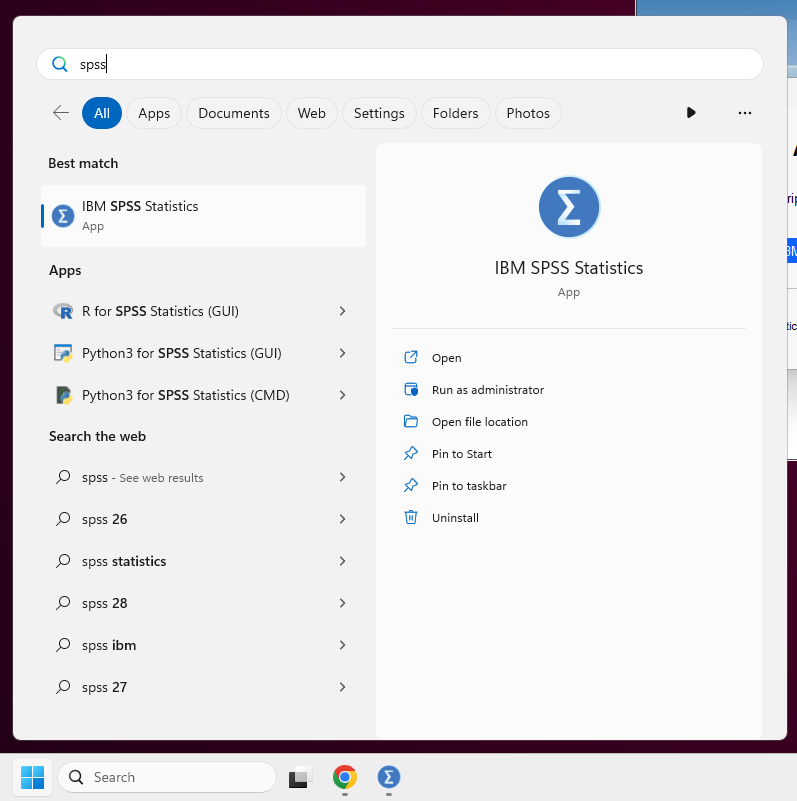 spss
All
Apps
Documents
Web
Settings
Folders
Photos
Best match
IBM SPSS Statistics
App
Apps
R for SPSS Statistics (GUI)
Python3 for SPSS Statistics (GUI)
Python3 for SPSS Statistics (CMD)
Search the web
spss - See web results
spss 26
spss statistics
spss 28
spss ibm
spss 27
IBM SPSS Statistics
App
Open
Run as administrator
Open file location
Pin to Start
Pin to taskbar
Uninstall
Search